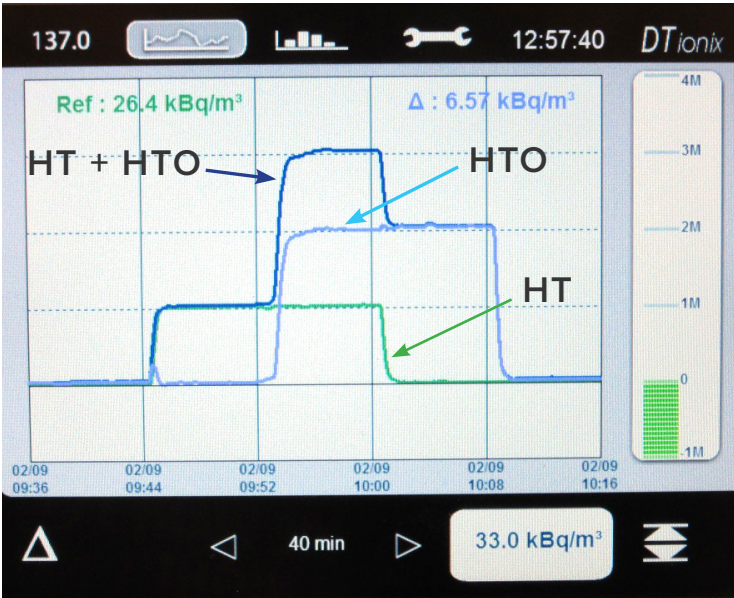 137.0
12:57:40
DTionix
Ref : 26.4 kBq/m³
Δ : 6.57 kBq/m³
HT + HTO
HTO
HT
4M
3M
2M
1M
0
-1M
02/09 02/09 02/09 02/09 02/09 02/09
09:36 09:44 09:52 10:00 10:08 10:16
Δ
40 min
33.0 kBq/m³